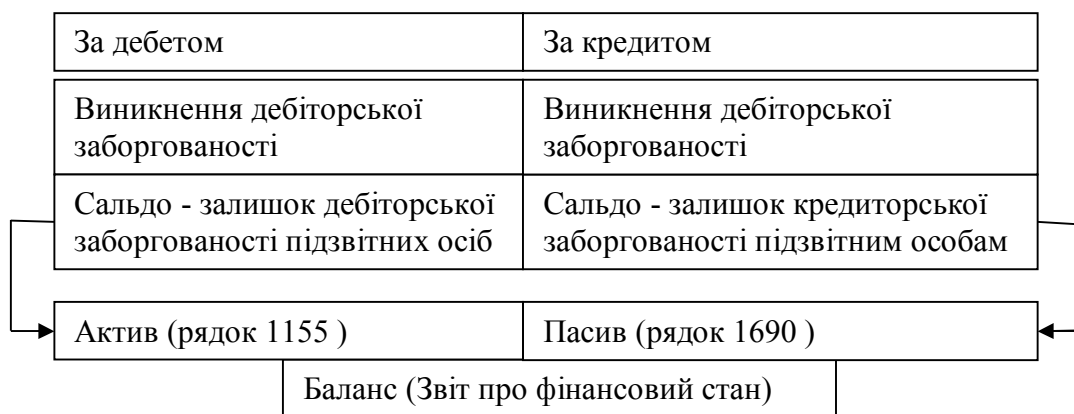 За дебетом
За кредитом
Виникнення дебіторської
заборгованості
Виникнення дебіторської
заборгованості
Сальдо - залишок дебіторської
заборгованості підзвітних осіб
Сальдо - залишок кредиторської
заборгованості підзвітним особам
Актив (рядок 1155 )
Пасив (рядок 1690 )
Баланс (Звіт про фінансовий стан)